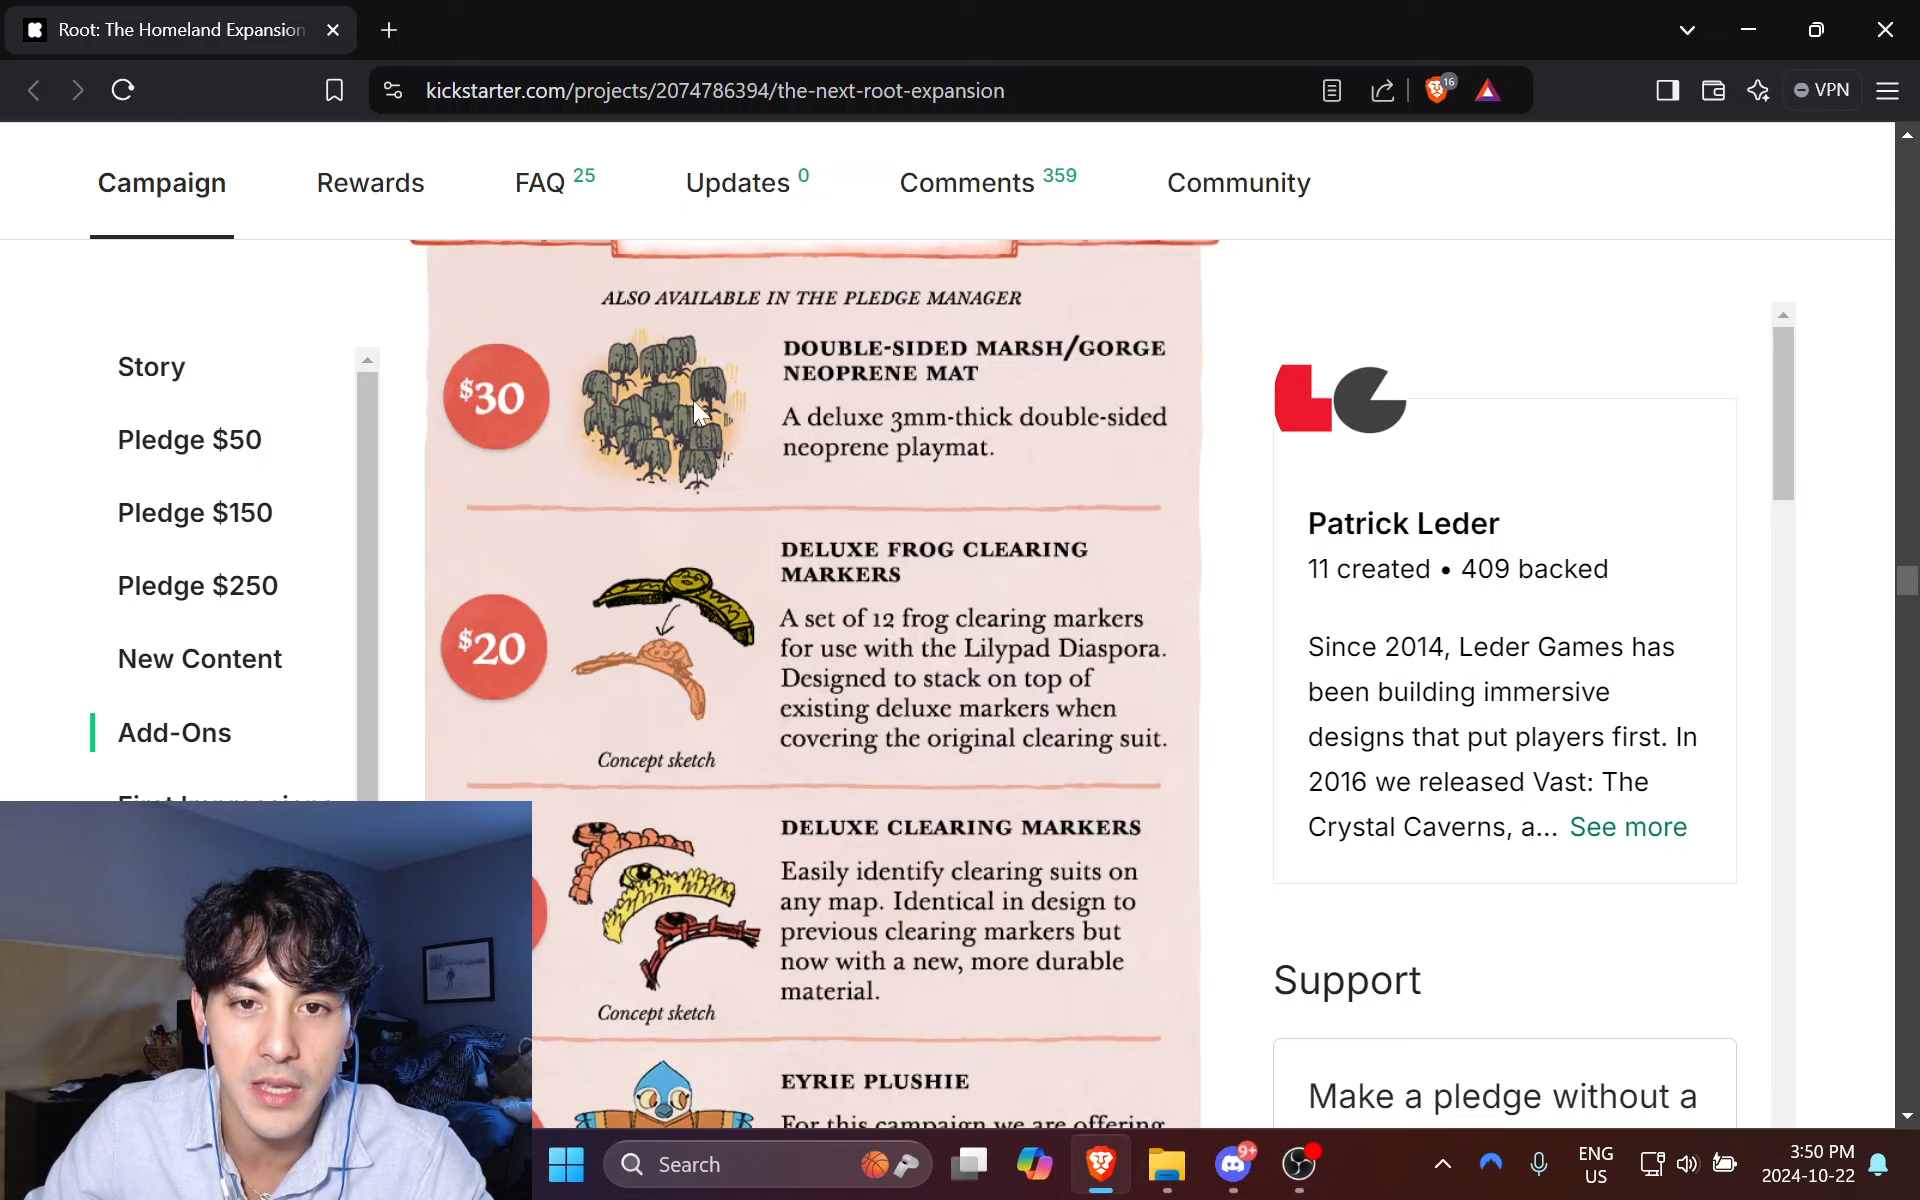 Root: The Homeland Expansion
kickstarter.com/projects/2074786394/the-next-root-expansion
16
VPN
Campaign
Rewards
FAQ 25
Updates 0
Comments 359
Community
Story
Pledge $50
Pledge $150
Pledge $250
New Content
Add-Ons
ALSO AVAILABLE IN THE PLEDGE MANAGER
$30
DOUBLE-SIDED MARSH/GORGE
NEOPRENE MAT
A deluxe 3mm-thick double-sided
neoprene playmat.
$20
DELUXE FROG CLEARING
MARKERS
A set of 12 frog clearing markers
for use with the Lilypad Diaspora.
Designed to stack on top of
existing deluxe markers when
covering the original clearing suit.
Concept sketch
DELUXE CLEARING MARKERS
Easily identify clearing suits on
any map. Identical in design to
previous clearing markers but
now with a new, more durable
material.
Concept sketch
EYRIE PLUSHIE
For this campaign we are offering
Patrick Leder
11 created • 409 backed
Since 2014, Leder Games has
been building immersive
designs that put players first. In
2016 we released Vast: The
Crystal Caverns, a... See more
Support
Make a pledge without a
Search
9+
ENG
US
3:50 PM
2024-10-22